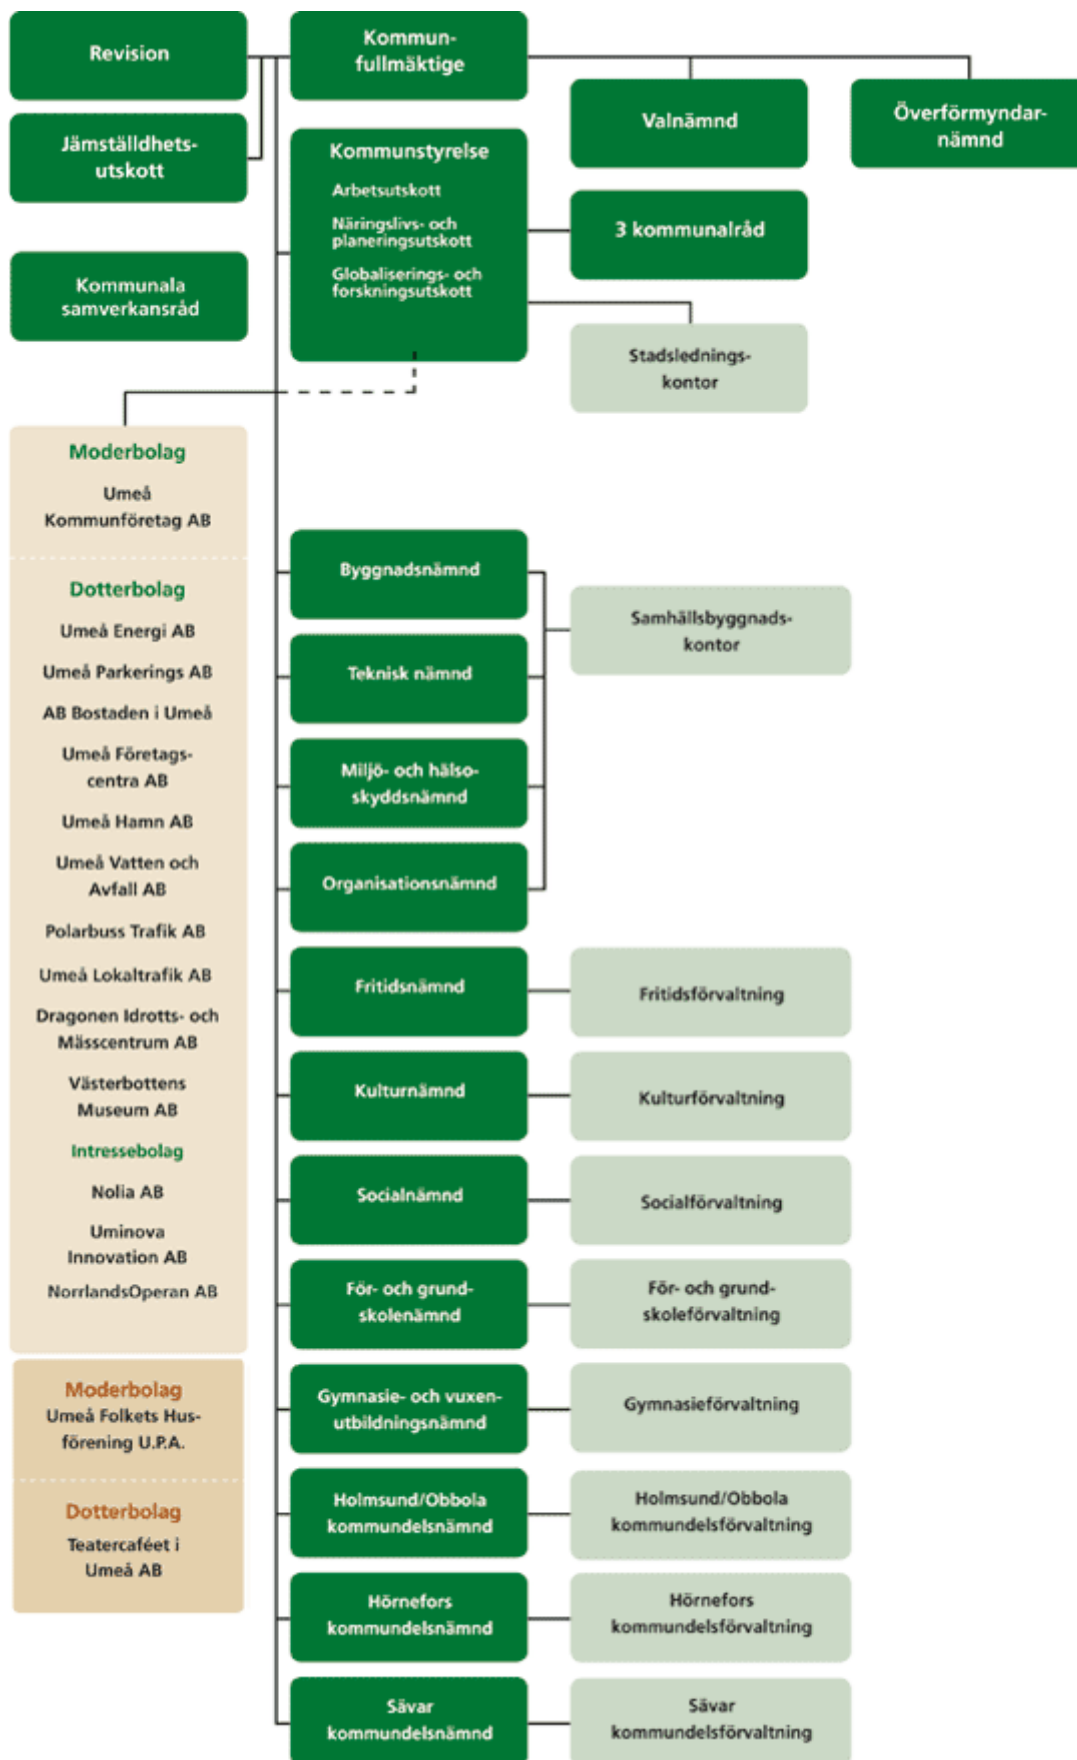 Revision
Kommun-
fullmäktige
Jämställdhets-
utskott
Valnämnd
Överförmyndar-
nämnd
Kommunstyrelse
Arbetsutskott
Näringslivs- och
planeringsutskott
Globaliserings- och
forskningsutskott
3 kommunalråd
Kommunala
samverkansråd
Stadslednings-
kontor
Moderbolag
Umeå
Kommunföretag AB
Dotterbolag
Umeå Energi AB
Umeå Parkerings AB
AB Bostaden i Umeå
Umeå Företags-
centra AB
Umeå Hamn AB
Umeå Vatten och
Avfall AB
Polarbuss Trafik AB
Umeå Lokaltrafik AB
Dragonen Idrotts- och
Mässcentrum AB
Västerbottens
Museum AB
Intressebolag
Nolia AB
Uminova
Innovation AB
NorrlandsOperan AB
Moderbolag
Umeå Folkets Hus-
förening U.P.A.
Dotterbolag
Teatercaféet i
Umeå AB
Byggnadsnämnd
Teknisk nämnd
Miljö- och hälso-
skyddsnämnd
Organisationsnämnd
Samhällsbyggnads-
kontor
Fritidsnämnd
Fritidsförvaltning
Kulturnämnd
Kulturförvaltning
Socialnämnd
Socialförvaltning
För- och grund-
skolenämnd
För- och grund-
skoleförvaltning
Gymnasie- och vuxen-
utbildningsnämnd
Gymnasieförvaltning
Holmsund/Obbola
kommundelsnämnd
Holmsund/Obbola
kommundelsförvaltning
Hörnefors
kommundelsnämnd
Hörnefors
kommundelsförvaltning
Sävar
kommundelsnämnd
Sävar
kommundelsförvaltning